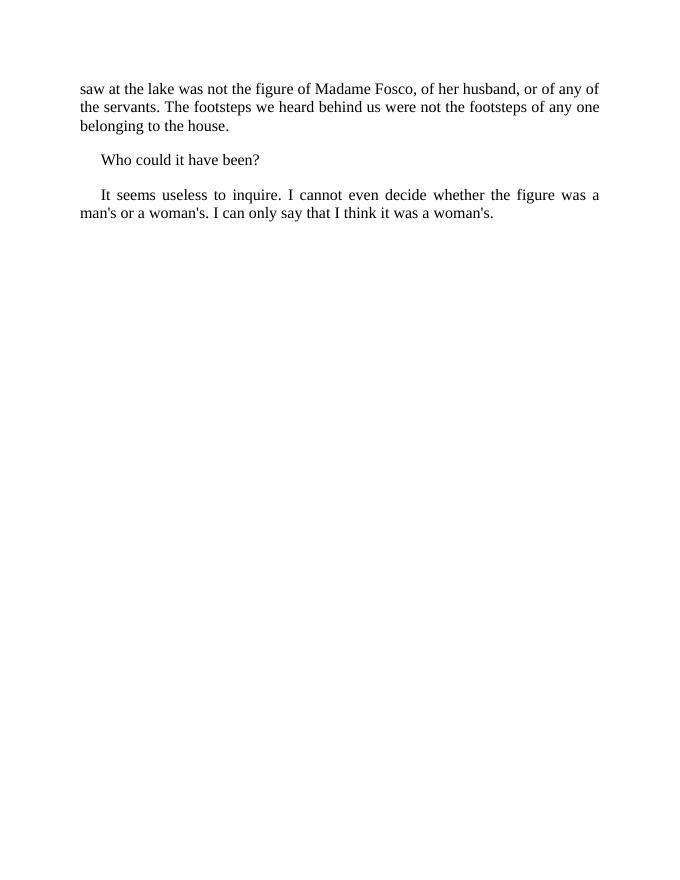 saw at the lake was not the figure of Madame Fosco, of her husband, or of any of
the servants. The footsteps we heard behind us were not the footsteps of any one
belonging to the house.
Who could it have been?
It seems useless to inquire. I cannot even decide whether the figure was a
man's or a woman's. I can only say that I think it was a woman's.